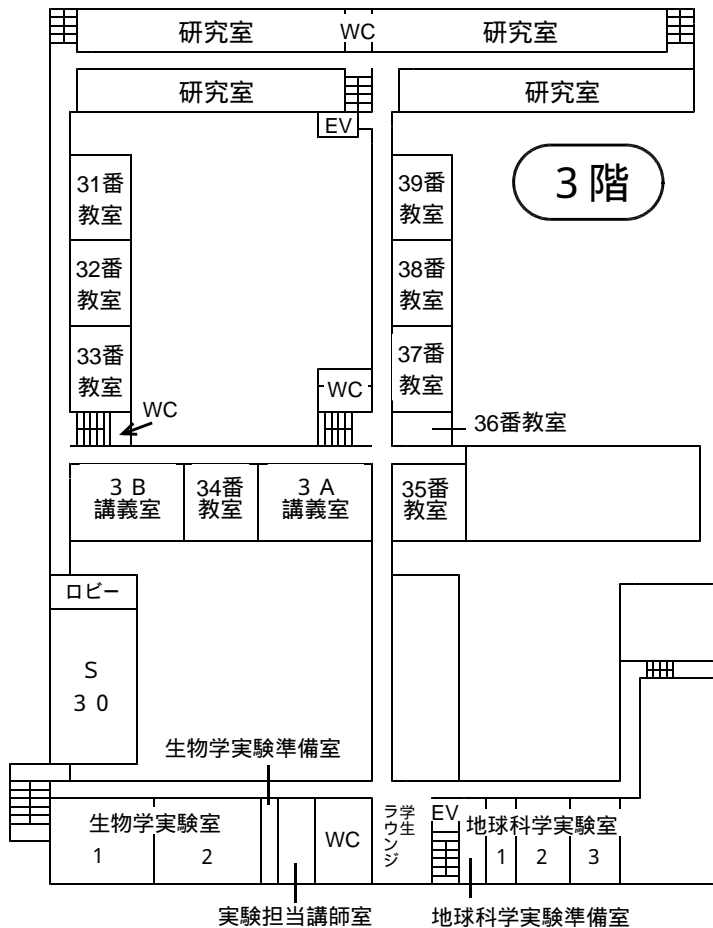 研究室
WC
研究室
研究室
研究室
EV
3階
31番
教室
39番
教室
32番
教室
38番
教室
33番
教室
37番
教室
WC
WC
36番教室
3B
講義室
34番
教室
3A
講義室
35番
教室
ロビー
S
30
生物学実験準備室
生物学実験室
1
2
WC
学生
ラウンジ
EV
地球科学実験室
1
2
3
実験担当講師室
地球科学実験準備室